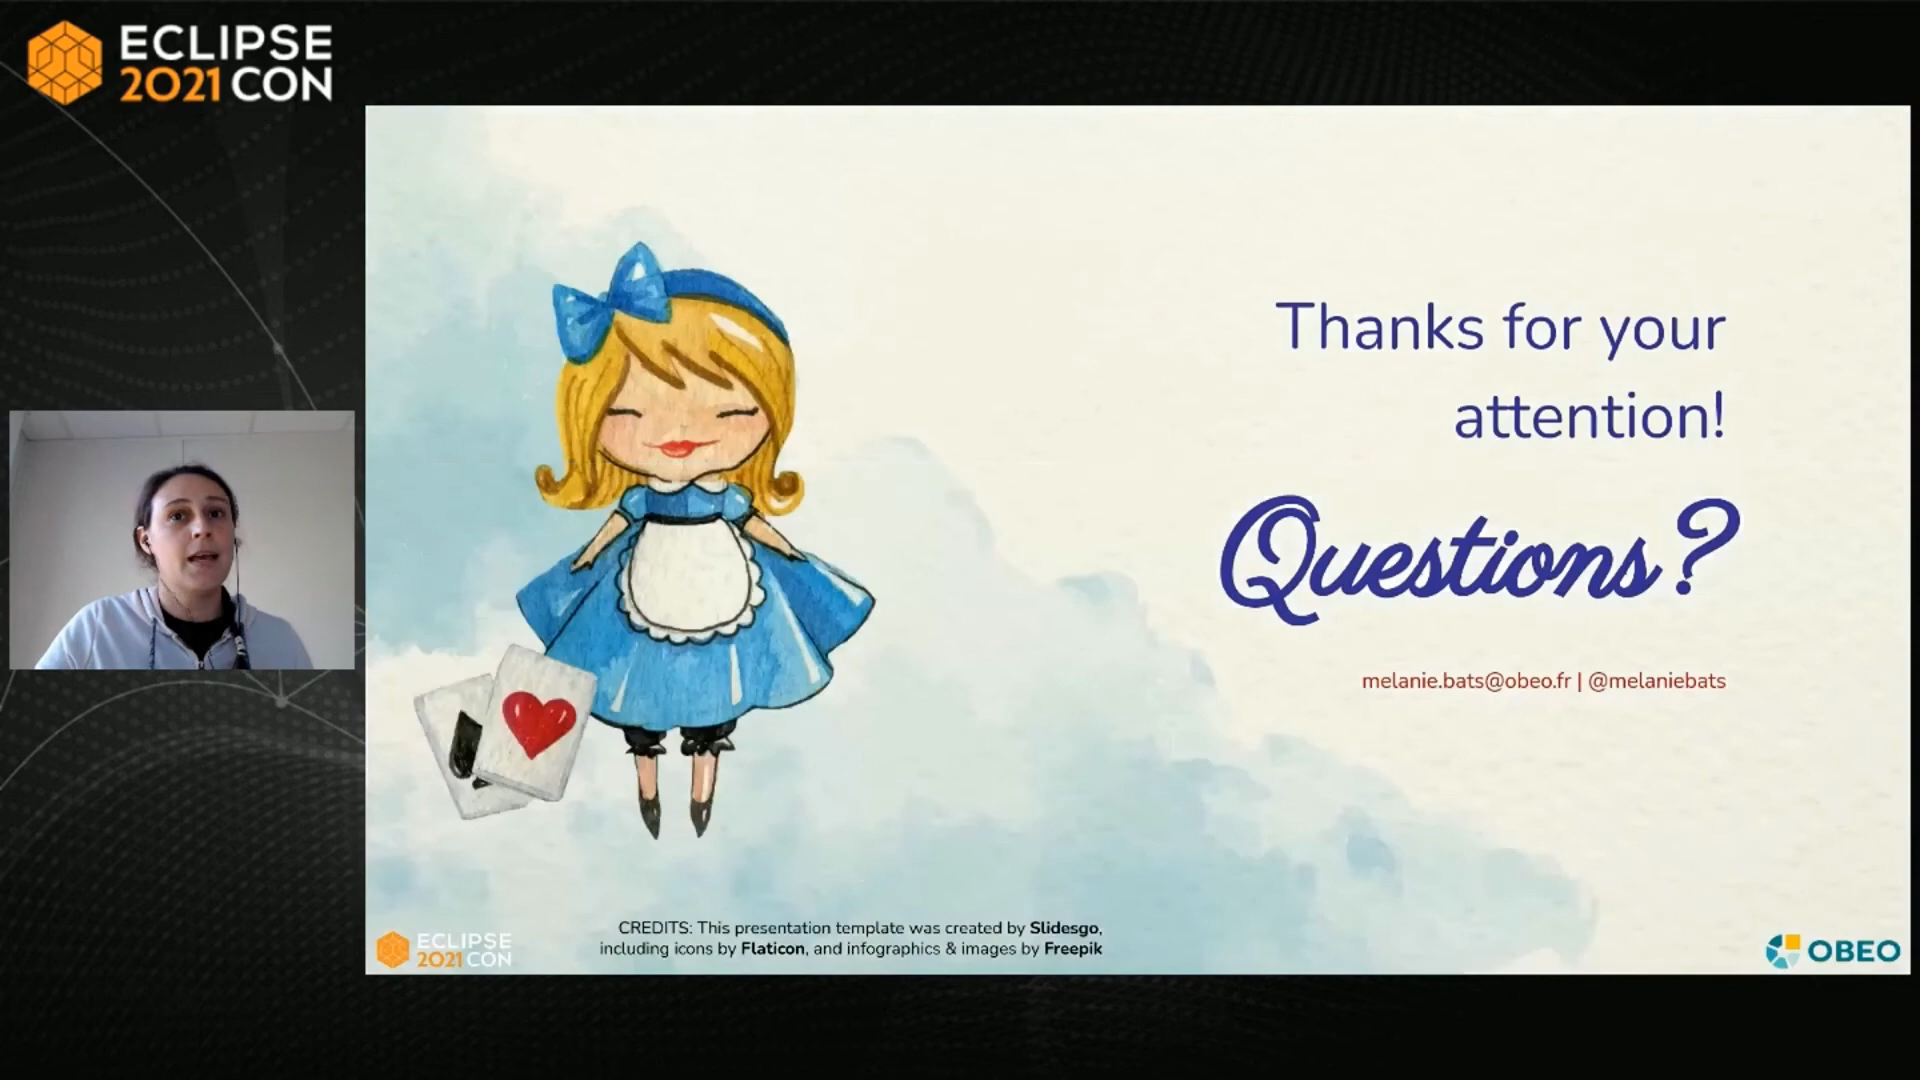 ECLIPSE
2021 CON
Thanks for your
attention!
Questions?
melanie.bats@obeo.fr | @melaniebats
CREDITS: This presentation template was created by Slidesgo,
including icons by Flaticon, and infographics & images by Freepik
ECLIPSE
2021 CON
OBEO